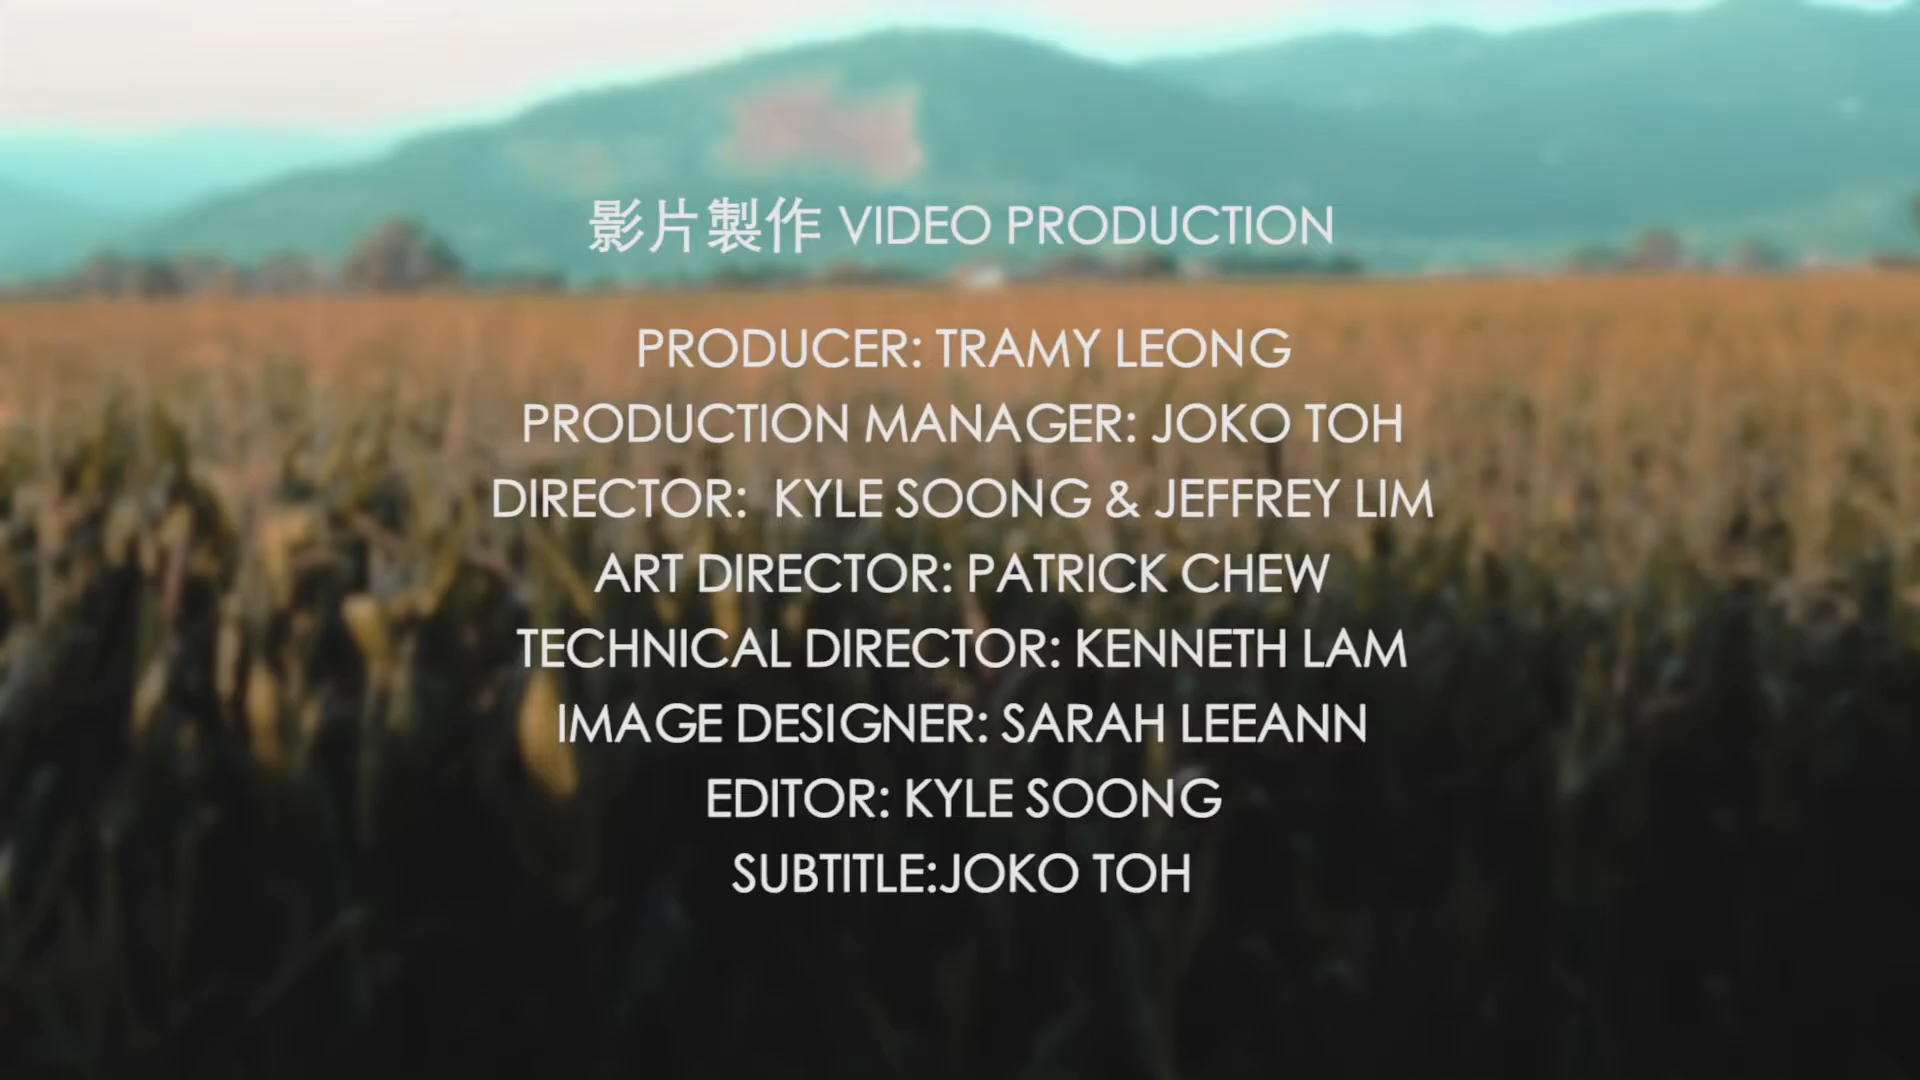 影片製作 VIDEO PRODUCTION
PRODUCER: TRAMY LEONG
PRODUCTION MANAGER: JOKO TOH
DIRECTOR:  KYLE SOONG & JEFFREY LIM
ART DIRECTOR: PATRICK CHEW
TECHNICAL DIRECTOR: KENNETH LAM
IMAGE DESIGNER: SARAH LEEANN
EDITOR: KYLE SOONG
SUBTITLE:JOKO TOH